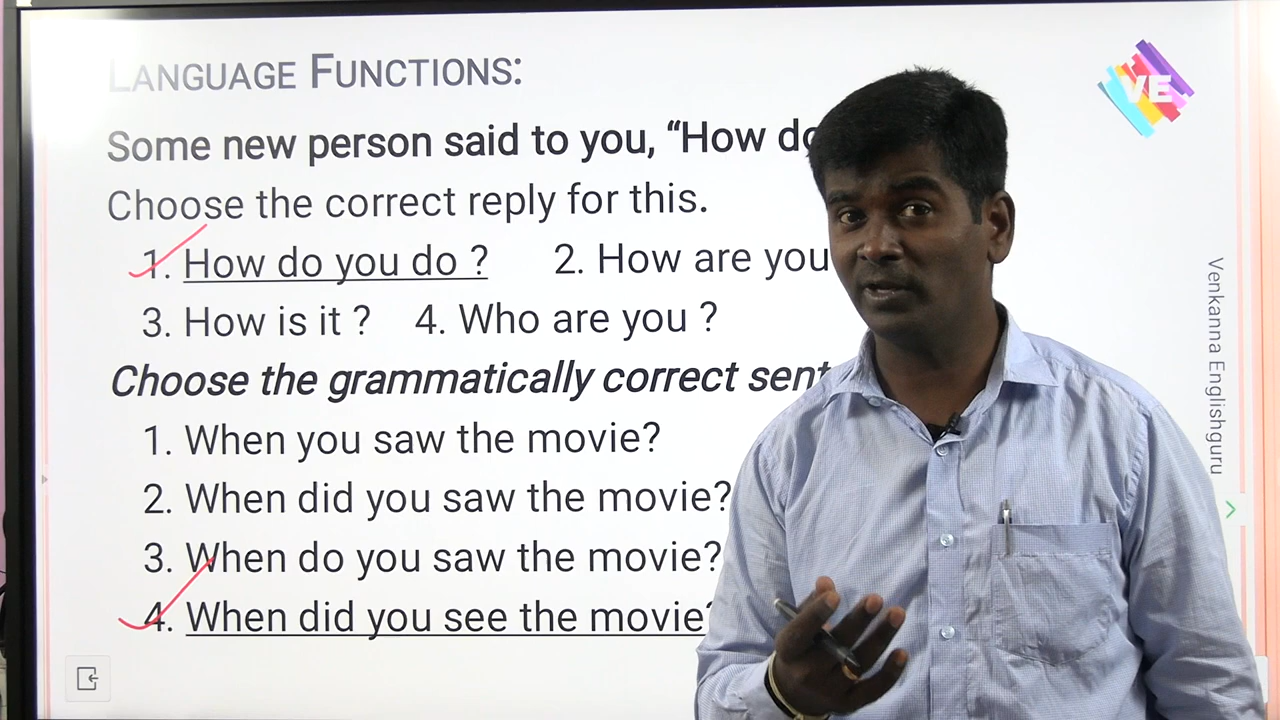 LANGUAGE FUNCTIONS:
VE
Some new person said to you, “How do
Choose the correct reply for this.
1. How do you do ? 2. How are you
3. How is it ? 4. Who are you ?
Choose the grammatically correct sent
1. When you saw the movie?
2. When did you saw the movie?
3. When do you saw the movie?
4. When did you see the movie?
Venkanna Englishguru